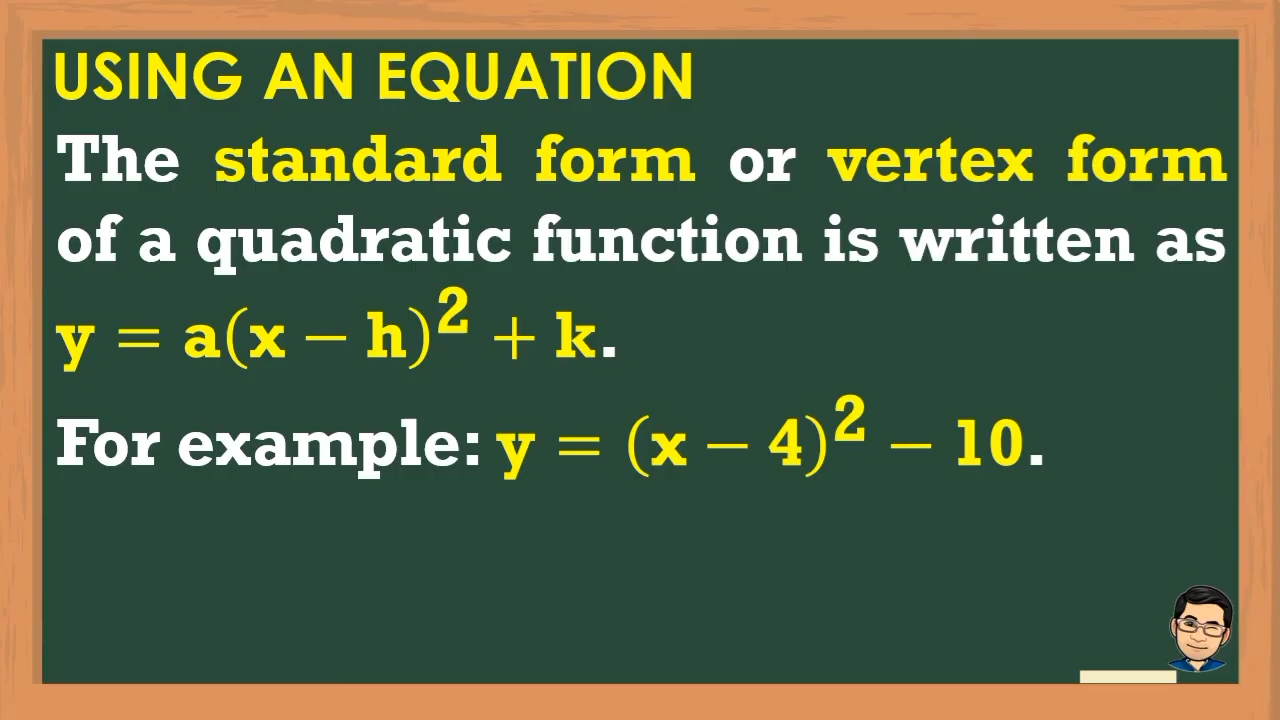 USING AN EQUATION
The standard form or vertex form
of a quadratic function is written as
y = a(x − h)² + k.
For example: y = (x − 4)² − 10.